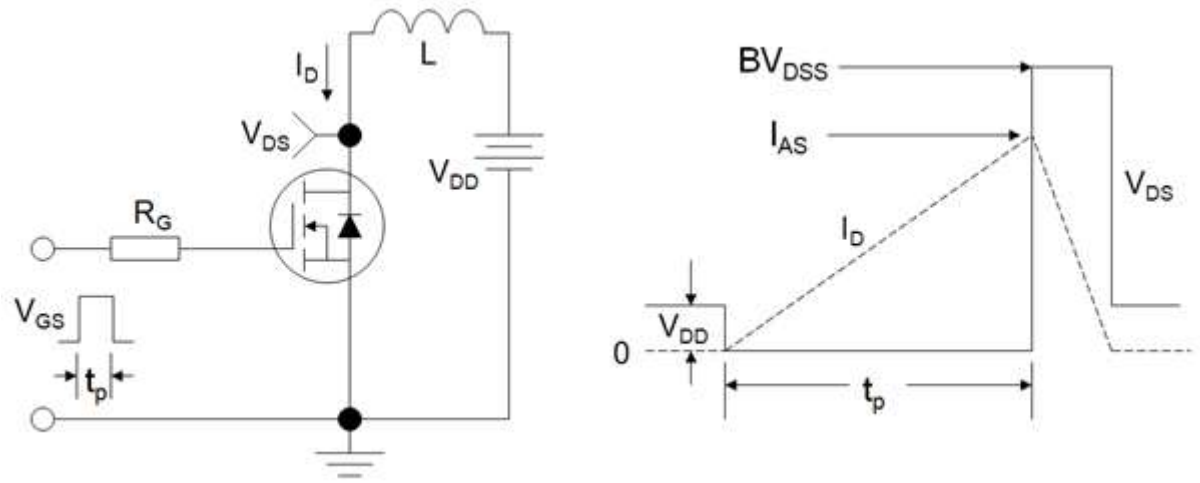 I_D
L
V_DS
V_DD
R_G
V_GS
t_p
BV_DSS
I_AS
V_DS
I_D
V_DD
0
t_p